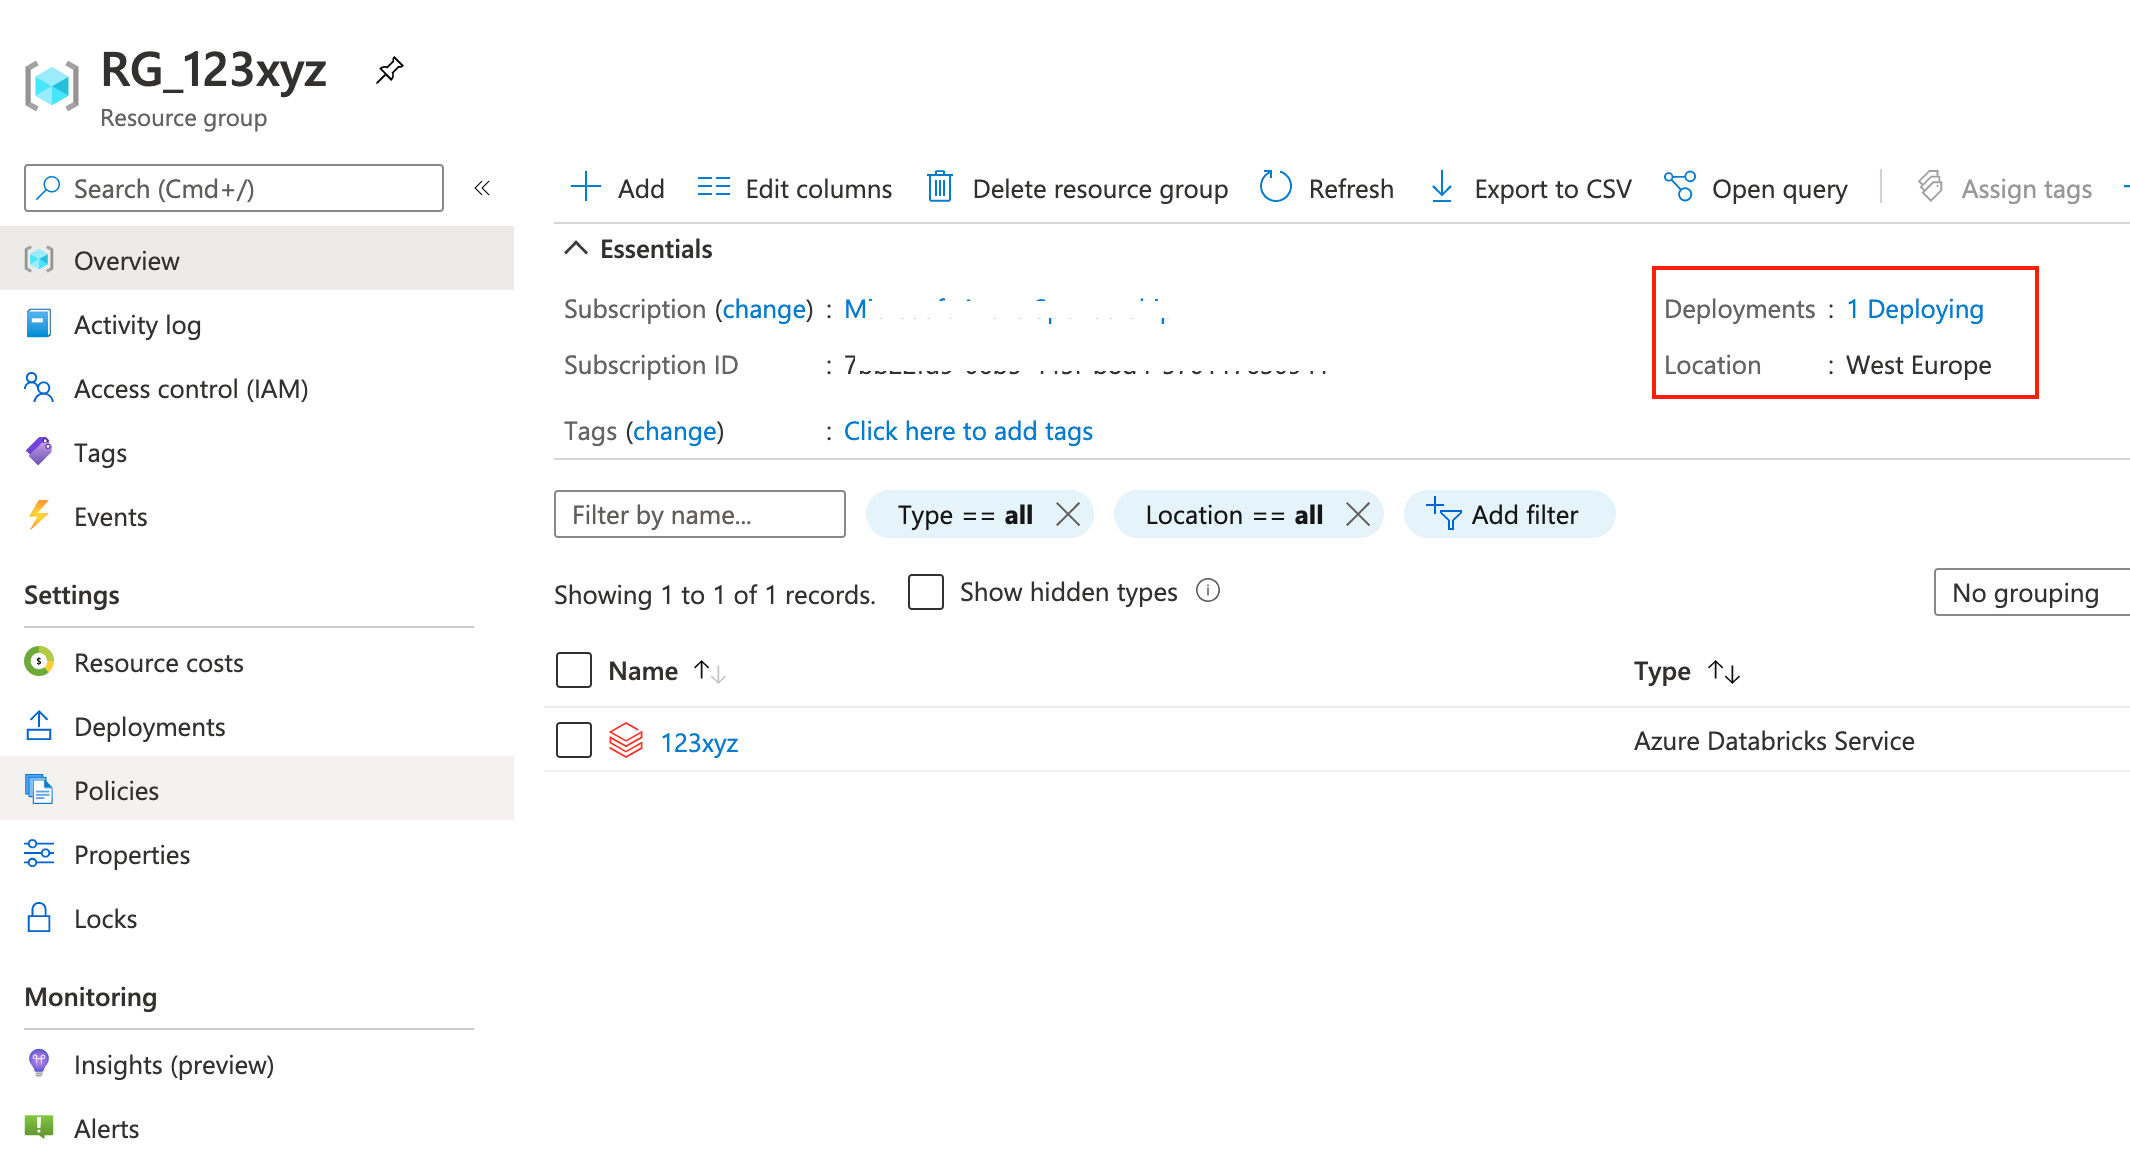 RG_123xyz
Resource group
Search (Cmd+/)
«
Add
Edit columns
Delete resource group
Refresh
Export to CSV
Open query
Assign tags
Overview
Activity log
Access control (IAM)
Tags
Events
Settings
Resource costs
Deployments
Policies
Properties
Locks
Monitoring
Insights (preview)
Alerts
Essentials
Subscription (change) :
Deployments : 1 Deploying
Subscription ID :
Location : West Europe
Tags (change) : Click here to add tags
Filter by name...
Type == all
Location == all
Add filter
Showing 1 to 1 of 1 records.
Show hidden types
No grouping
Name
Type
123xyz
Azure Databricks Service